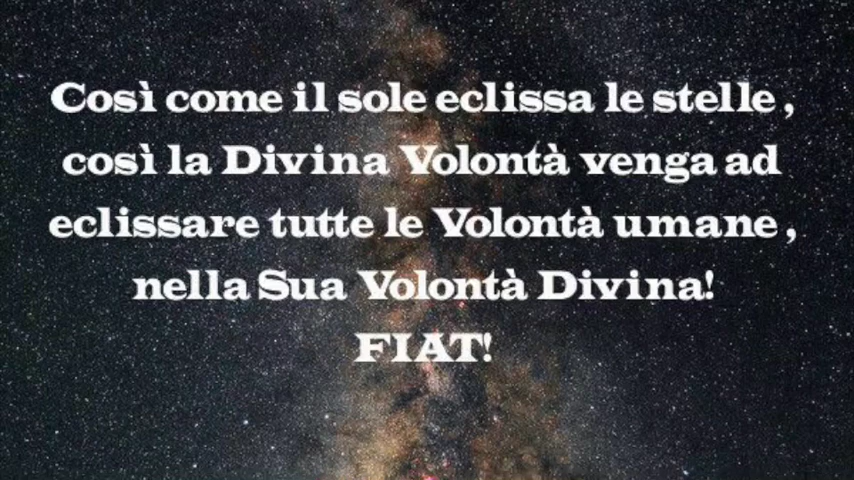 Così come il sole eclissa le stelle ,
così la Divina Volontà venga ad
eclissare tutte le Volontà umane ,
nella Sua Volontà Divina!
FIAT!